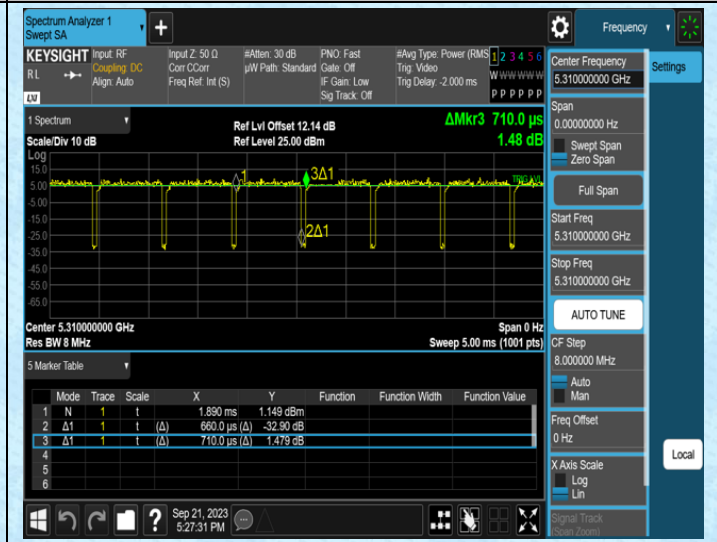 Spectrum Analyzer 1
Swept SA
Frequency
KEYSIGHT
RL
LXI
Input: RF
Coupling: DC
Align: Auto
Input Z: 50 Ω
Corr CCorr
Freq Ref: Int (S)
#Atten: 30 dB
µW Path: Standard
PNO: Fast
Gate: Off
IF Gain: Low
Sig Track: Off
#Avg Type: Power (RMS
Trig: Video
Trig Delay: -2.000 ms
1 2 3 4 5 6
W W W W W W
P P P P P P
1 Spectrum
Scale/Div 10 dB
Ref Lvl Offset 12.14 dB
Ref Level 25.00 dBm
ΔMkr3 710.0 µs
1.48 dB
Log
15.0
5.00
-5.00
-15.0
-25.0
-35.0
-45.0
-55.0
-65.0
1
3Δ1
2Δ1
TRIG LVL
Center 5.310000000 GHz
Res BW 8 MHz
Span 0 Hz
Sweep 5.00 ms (1001 pts)
5 Marker Table
Mode Trace Scale X Y Function Function Width Function Value
1 N 1 t 1.890 ms 1.149 dBm
2 Δ1 1 t (Δ) 660.0 µs (Δ) -32.90 dB
3 Δ1 1 t (Δ) 710.0 µs (Δ) 1.479 dB
4
5
6
Sep 21, 2023
5:27:31 PM
Center Frequency
5.310000000 GHz
Span
0.00000000 Hz
Swept Span
Zero Span
Full Span
Start Freq
5.310000000 GHz
Stop Freq
5.310000000 GHz
AUTO TUNE
CF Step
8.000000 MHz
Auto
Man
Freq Offset
0 Hz
X Axis Scale
Log
Lin
Signal Track
(Span Zoom)
Settings
Local